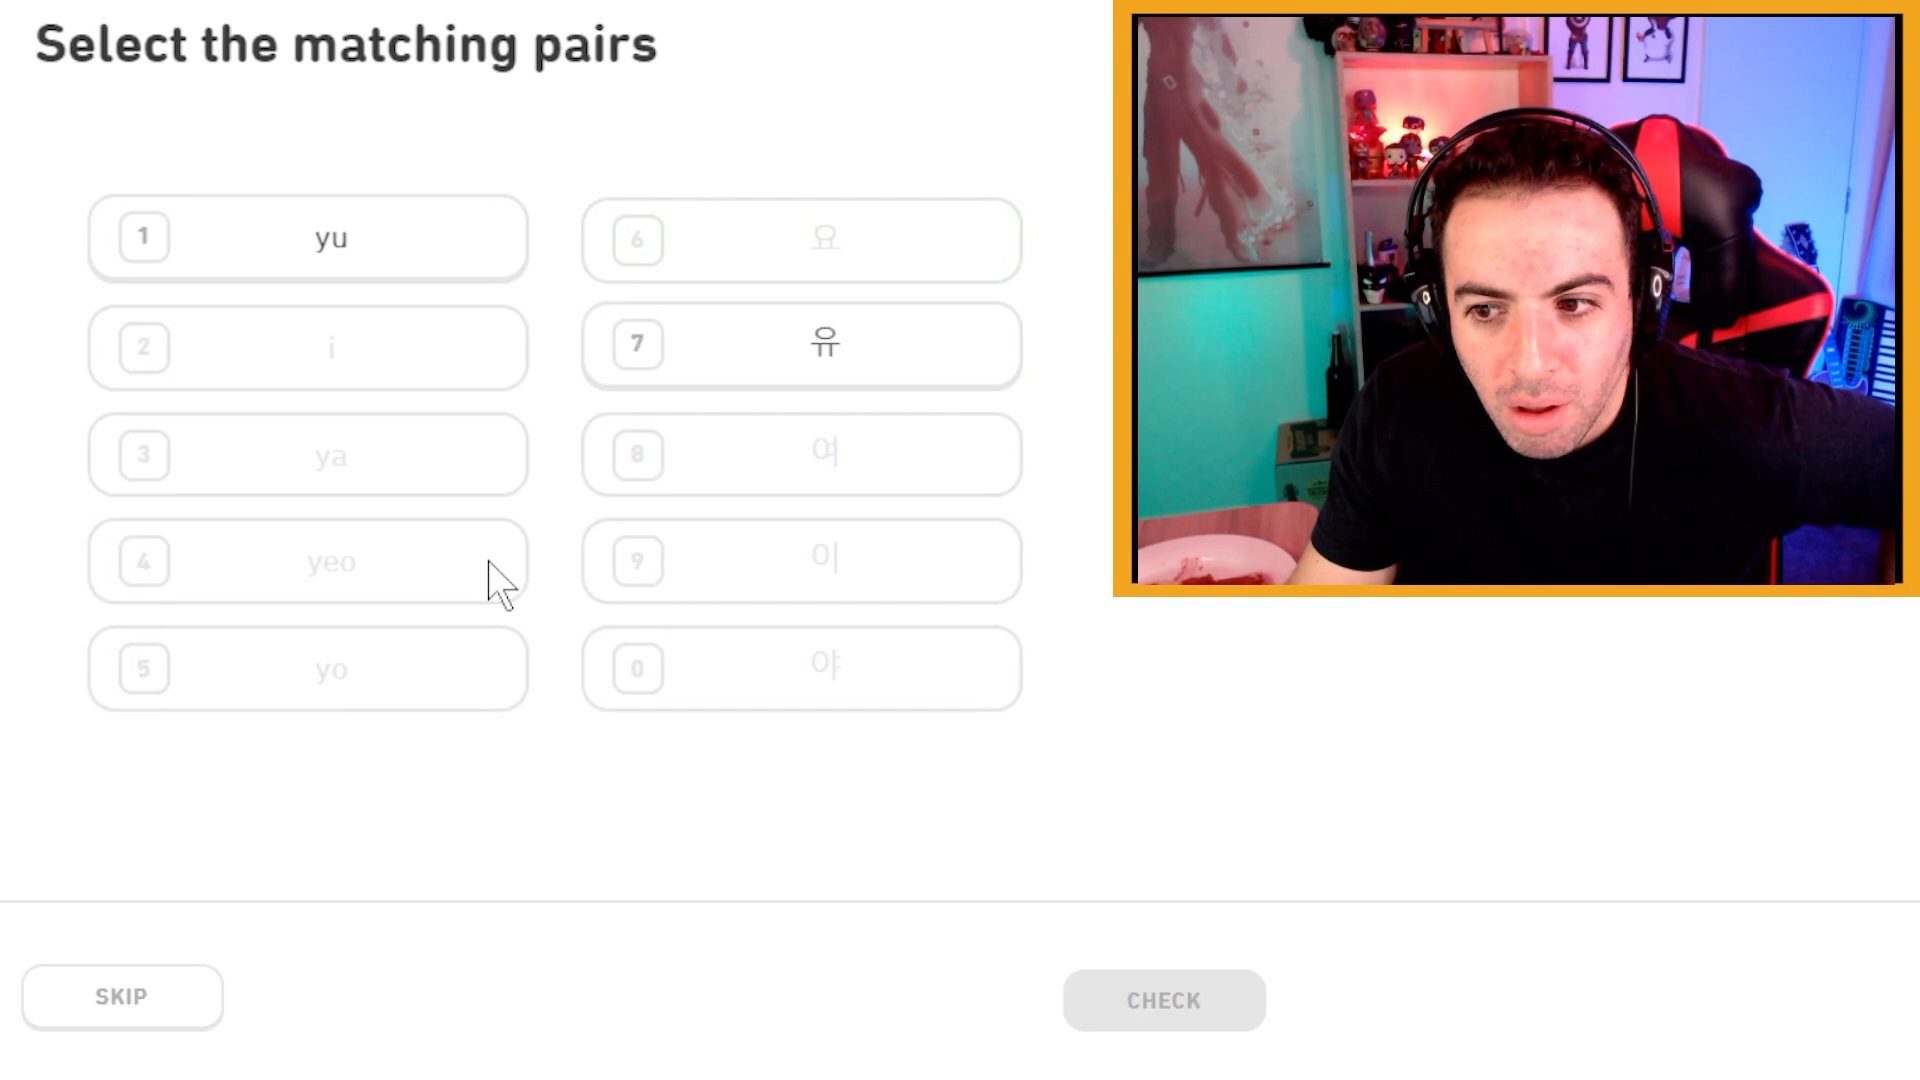 Select the matching pairs
1 yu
2 i
3 ya
4 yeo
5 yo
6 요
7 유
8 여
9 이
0 야
SKIP
CHECK